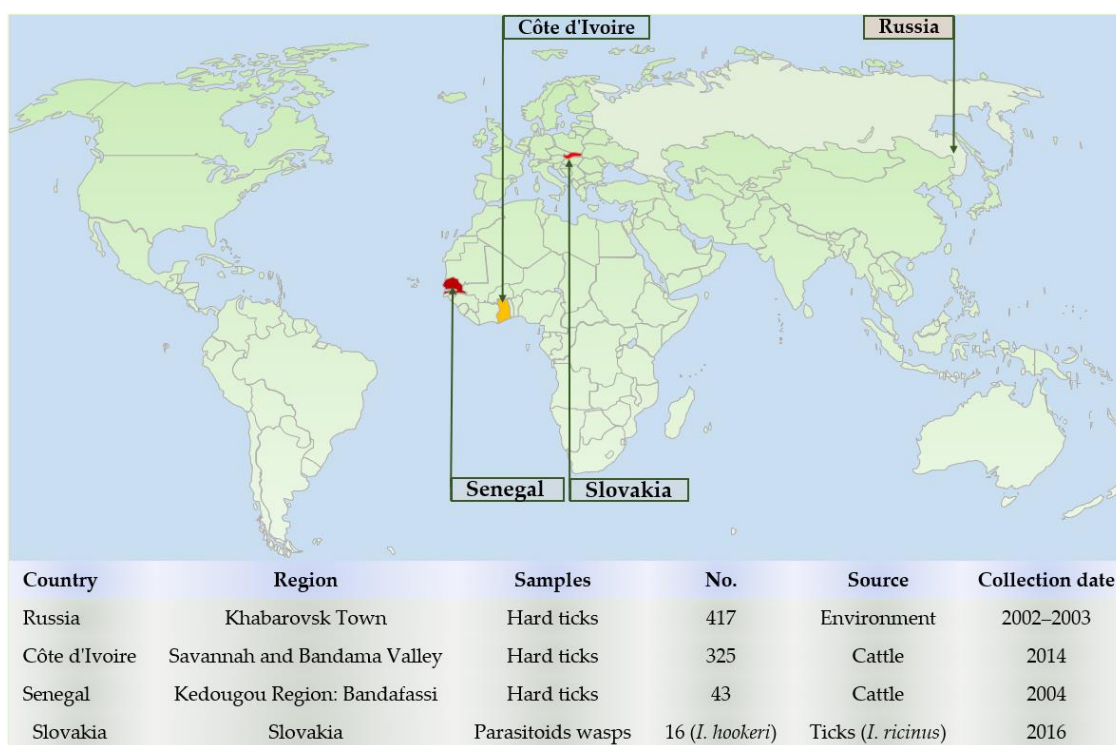 Côte d'Ivoire
Russia
Senegal
Slovakia
Country Region Samples No. Source Collection date
Russia Khabarovsk Town Hard ticks 417 Environment 2002–2003
Côte d'Ivoire Savannah and Bandama Valley Hard ticks 325 Cattle 2014
Senegal Kedougou Region: Bandafassi Hard ticks 43 Cattle 2004
Slovakia Slovakia Parasitoids wasps 16 (I. hookeri) Ticks (I. ricinus) 2016